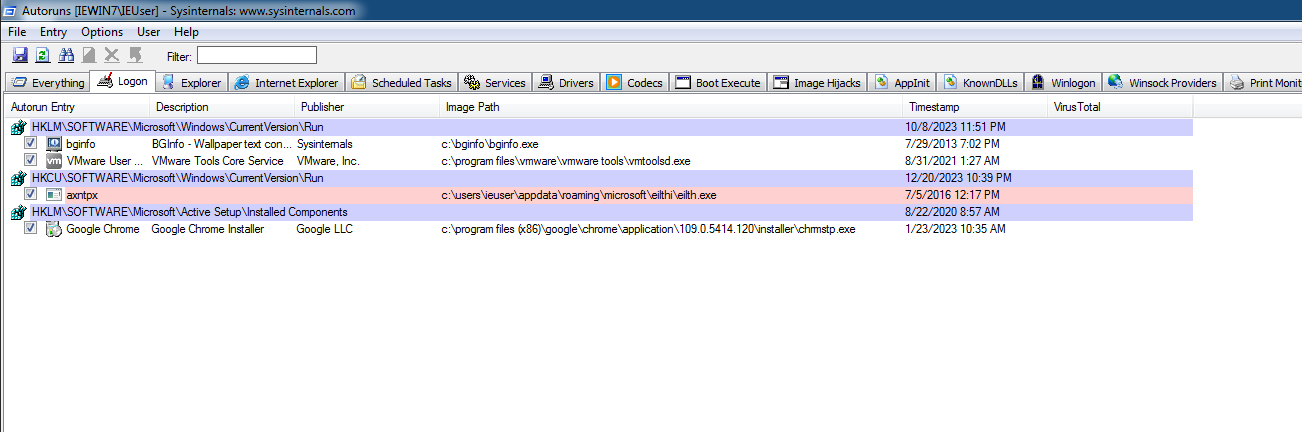 Autoruns [IEWIN7\IEUser] - Sysinternals: www.sysinternals.com
File Entry Options User Help
Filter:
Everything Logon Explorer Internet Explorer Scheduled Tasks Services Drivers Codecs Boot Execute Image Hijacks AppInit KnownDLLs Winlogon Winsock Providers Print Monit
Autorun Entry Description Publisher Image Path Timestamp VirusTotal
HKLM\SOFTWARE\Microsoft\Windows\CurrentVersion\Run 10/8/2023 11:51 PM
bginfo BGInfo - Wallpaper text con... Sysinternals c:\bginfo\bginfo.exe 7/29/2013 7:02 PM
vm VMware User ... VMware Tools Core Service VMware, Inc. c:\program files\vmware\vmware tools\vmtoolsd.exe 8/31/2021 1:27 AM
HKCU\SOFTWARE\Microsoft\Windows\CurrentVersion\Run 12/20/2023 10:39 PM
axntpx c:\users\ieuser\appdata\roaming\microsoft\eilthi\eilth.exe 7/5/2016 12:17 PM
HKLM\SOFTWARE\Microsoft\Active Setup\Installed Components 8/22/2020 8:57 AM
Google Chrome Google Chrome Installer Google LLC c:\program files (x86)\google\chrome\application\109.0.5414.120\installer\chrmstp.exe 1/23/2023 10:35 AM